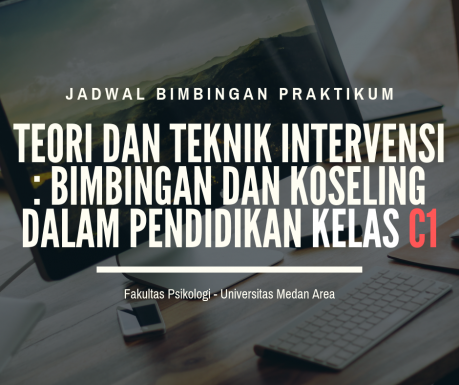 JADWAL BIMBINGAN PRAKTIKUM
TEORI DAN TEKNIK INTERVENSI
: BIMBINGAN DAN KOSELING
DALAM PENDIDIKAN KELAS C1
Fakultas Psikologi - Universitas Medan Area